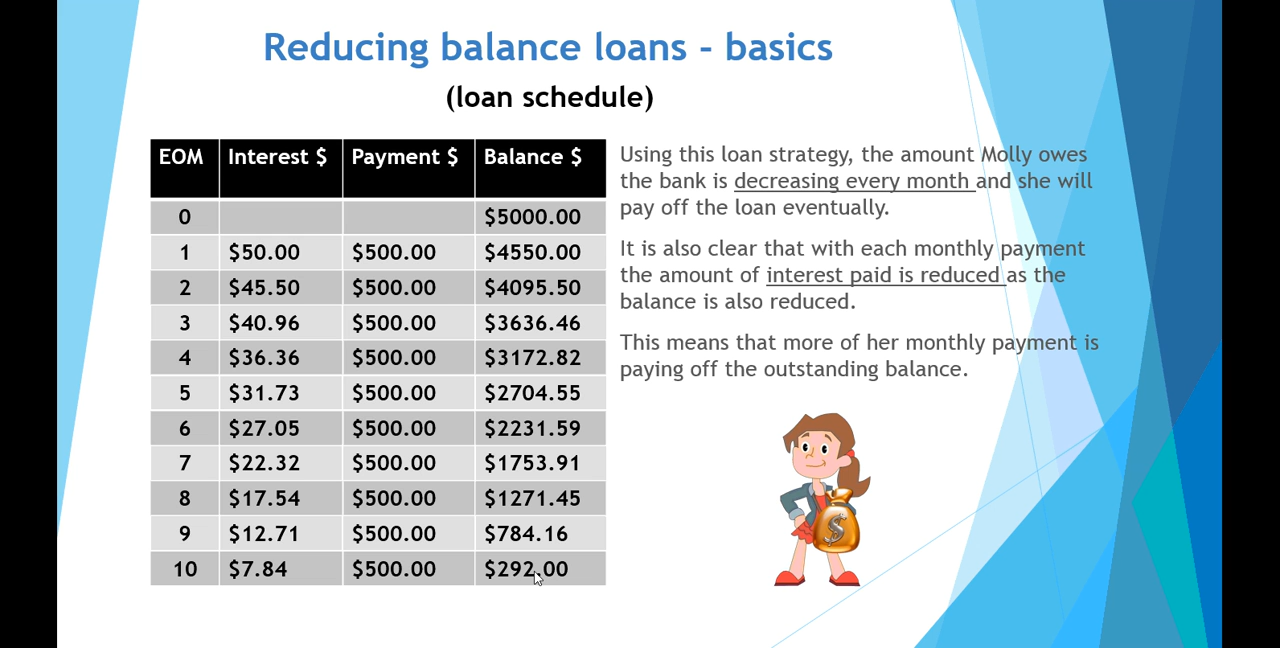 Reducing balance loans - basics
(loan schedule)
EOM Interest $ Payment $ Balance $
0 $5000.00
1 $50.00 $500.00 $4550.00
2 $45.50 $500.00 $4095.50
3 $40.96 $500.00 $3636.46
4 $36.36 $500.00 $3172.82
5 $31.73 $500.00 $2704.55
6 $27.05 $500.00 $2231.59
7 $22.32 $500.00 $1753.91
8 $17.54 $500.00 $1271.45
9 $12.71 $500.00 $784.16
10 $7.84 $500.00 $292.00
Using this loan strategy, the amount Molly owes
the bank is decreasing every month and she will
pay off the loan eventually.
It is also clear that with each monthly payment
the amount of interest paid is reduced as the
balance is also reduced.
This means that more of her monthly payment is
paying off the outstanding balance.
$